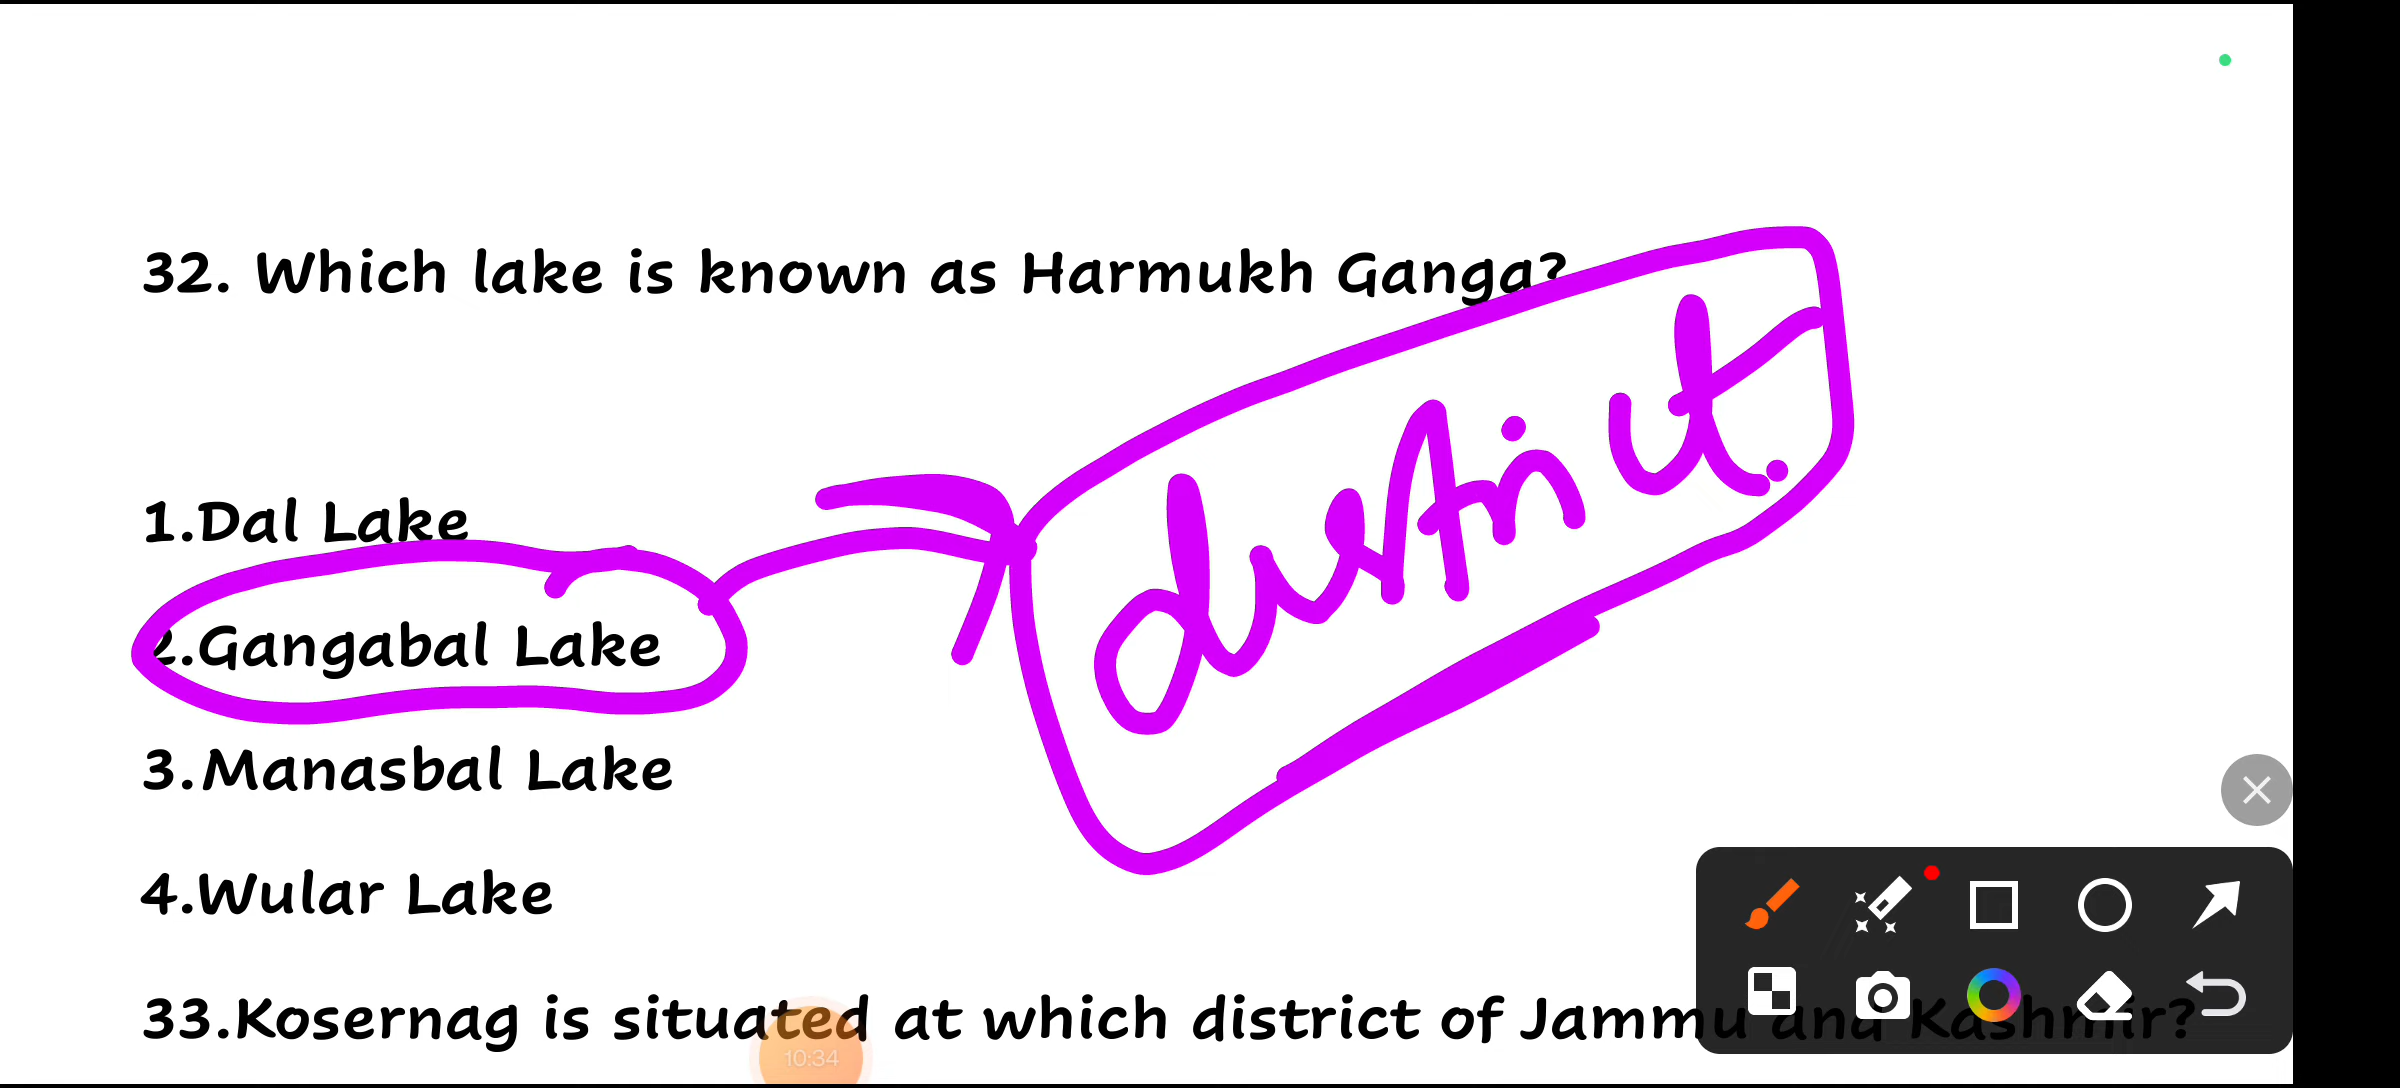 32. Which lake is known as Harmukh Ganga?
1.Dal Lake
district.
2.Gangabal Lake
3.Manasbal Lake
4.Wular Lake
33.Kosernag is situated at which district of Jammu and Kashmir?
10:34